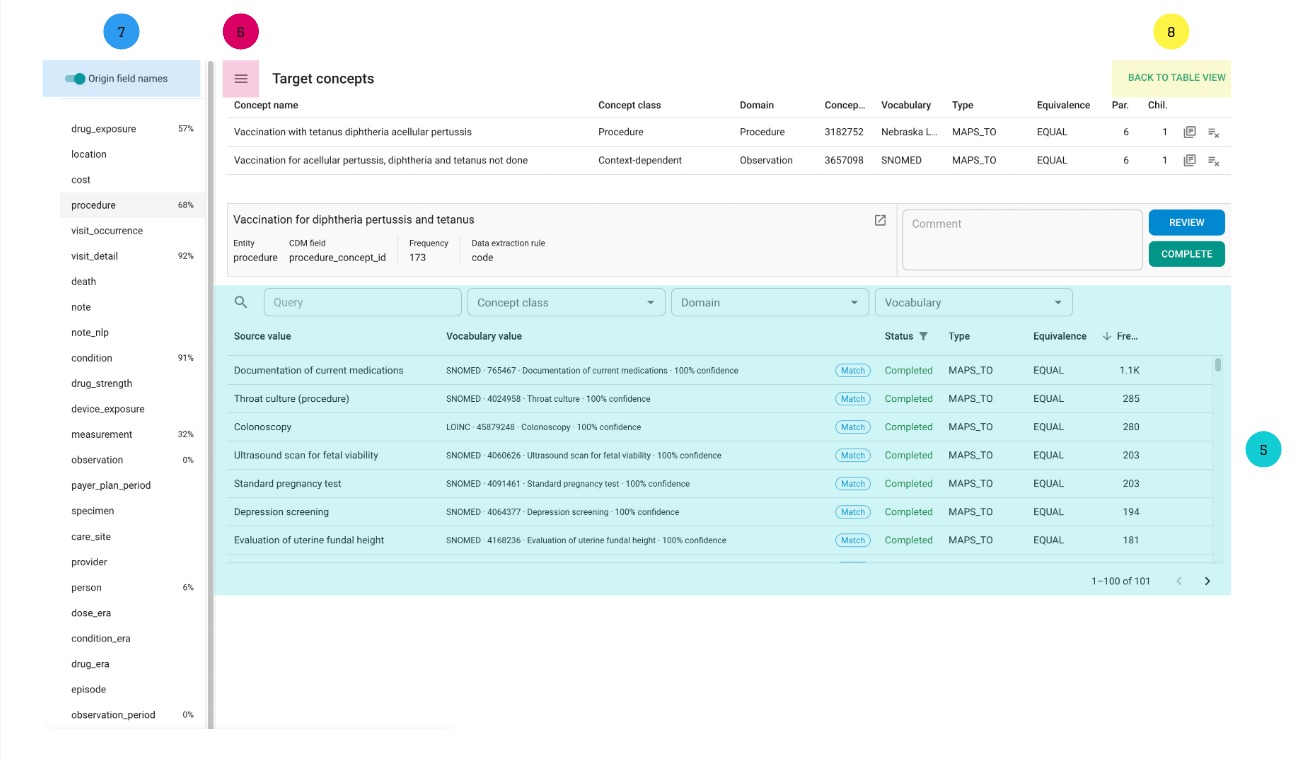 7
6
8
Origin field names
Target concepts
BACK TO TABLE VIEW
Concept name Concept class Domain Concep... Vocabulary Type Equivalence Par. Chil.
Vaccination with tetanus diphtheria acellular pertussis Procedure Procedure 3182752 Nebraska L... MAPS_TO EQUAL 6 1
Vaccination for acellular pertussis, diphtheria and tetanus not done Context-dependent Observation 3657098 SNOMED MAPS_TO EQUAL 6 1
drug_exposure 57%
location
cost
procedure 68%
visit_occurrence
visit_detail 92%
death
note
note_nlp
condition 91%
drug_strength
device_exposure
measurement 32%
observation 0%
payer_plan_period
specimen
care_site
provider
person 6%
dose_era
condition_era
drug_era
episode
observation_period 0%
Vaccination for diphtheria pertussis and tetanus
Entity CDM field Frequency Data extraction rule
procedure procedure_concept_id 173 code
Comment
REVIEW
COMPLETE
Query Concept class Domain Vocabulary
Source value Vocabulary value Status Type Equivalence Fre...
Documentation of current medications SNOMED · 765467 · Documentation of current medications · 100% confidence Match Completed MAPS_TO EQUAL 1.1K
Throat culture (procedure) SNOMED · 4024958 · Throat culture · 100% confidence Match Completed MAPS_TO EQUAL 285
Colonoscopy LOINC · 45879248 · Colonoscopy · 100% confidence Match Completed MAPS_TO EQUAL 280
Ultrasound scan for fetal viability SNOMED · 4060626 · Ultrasound scan for fetal viability · 100% confidence Match Completed MAPS_TO EQUAL 203
Standard pregnancy test SNOMED · 4091461 · Standard pregnancy test · 100% confidence Match Completed MAPS_TO EQUAL 203
Depression screening SNOMED · 4064377 · Depression screening · 100% confidence Match Completed MAPS_TO EQUAL 194
Evaluation of uterine fundal height SNOMED · 4168236 · Evaluation of uterine fundal height · 100% confidence Match Completed MAPS_TO EQUAL 181
1–100 of 101
5